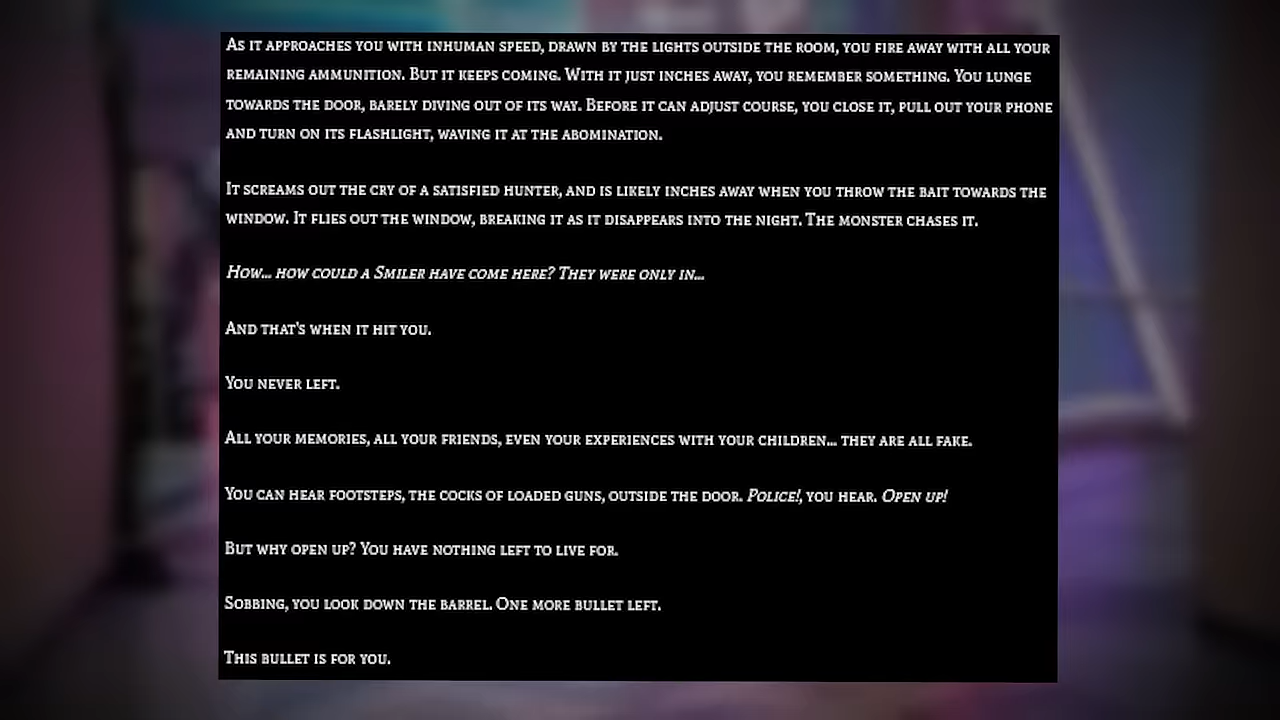 As it approaches you with inhuman speed, drawn by the lights outside the room, you fire away with all your
remaining ammunition. But it keeps coming. With it just inches away, you remember something. You lunge
towards the door, barely diving out of its way. Before it can adjust course, you close it, pull out your phone
and turn on its flashlight, waving it at the abomination.
It screams out the cry of a satisfied hunter, and is likely inches away when you throw the bait towards the
window. It flies out the window, breaking it as it disappears into the night. The monster chases it.
How... how could a Smiler have come here? They were only in...
And that's when it hit you.
You never left.
All your memories, all your friends, even your experiences with your children... they are all fake.
You can hear footsteps, the cocks of loaded guns, outside the door. Police!, you hear. Open up!
But why open up? You have nothing left to live for.
Sobbing, you look down the barrel. One more bullet left.
This bullet is for you.